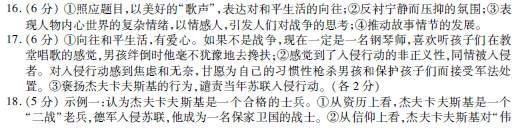 16.(6分)①照应题目,以美好的“歌声”,表达对和平生活的向往;②反衬宁静而压抑的氛围;③表
现人物内心世界的复杂情绪,以情感人,引发人们对战争的思考;④推动故事情节的发展。
17.(6分)①向往和平生活,有爱心。如果不是战争,现在一定是一名钢琴师,喜欢听孩子们在教
堂唱歌的感觉,男孩绊倒时他毫不犹豫地去搀扶;②感觉到了入侵行动的非正义性,同情被入侵
者。对入侵行动感到焦虑和无奈,甘愿为自己的习惯性枪杀男孩和保护孩子们而接受军法处
置。③褒扬杰夫卡夫斯基的行为,谴责当年苏联入侵行动。(各2分)
18.(5分)示例一:认为杰夫卡夫斯基是一个合格的士兵。①从资历上看,杰夫卡夫斯基是一个
“二战”老兵,德军入侵苏联,他成为一名保家卫国的战士。②从信仰上看,杰夫卡夫斯基对“伟